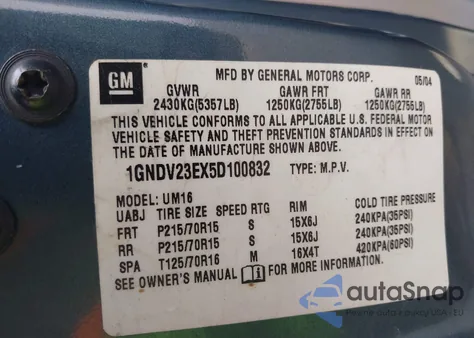 GM
MFD BY GENERAL MOTORS CORP. 05/04
GVWR GAWR FRT GAWR RR
2430KG(5357LB) 1250KG(2755LB) 1250KG(2755LB)
THIS VEHICLE CONFORMS TO ALL APPLICABLE U.S. FEDERAL MOTOR
VEHICLE SAFETY AND THEFT PREVENTION STANDARDS IN EFFECT ON
THE DATE OF MANUFACTURE SHOWN ABOVE.
1GNDV23EX5D100832 TYPE: M.P.V.
MODEL: UM16
UABJ TIRE SIZE SPEED RTG RIM COLD TIRE PRESSURE
FRT P215/70R15 S 15X6J 240KPA(35PSI)
RR P215/70R15 S 15X6J 240KPA(35PSI)
SPA T125/70R16 M 16X4T 420KPA(60PSI)
SEE OWNER'S MANUAL FOR MORE INFORMATION.
autoSnap